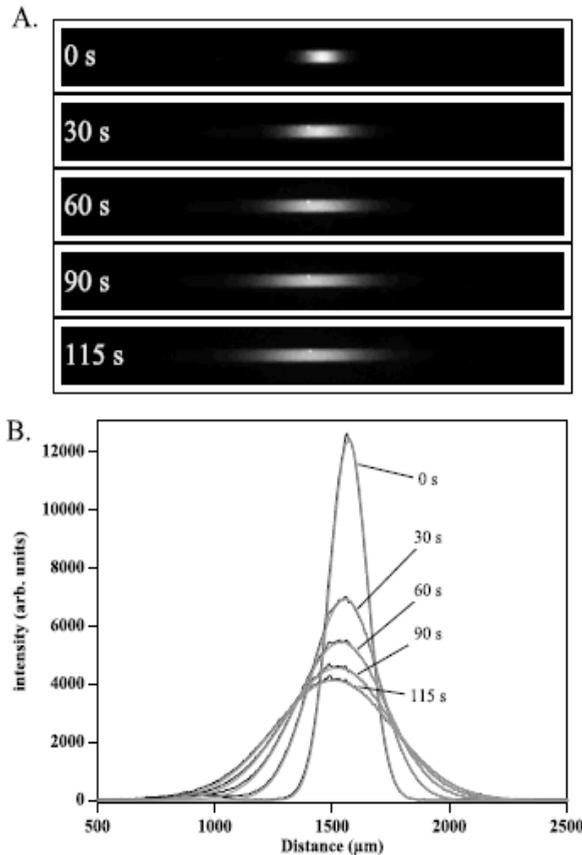 A.
0 s
30 s
60 s
90 s
115 s
B.
12000
10000
8000
6000
4000
2000
0
intensity (arb. units)
0 s
30 s
60 s
90 s
115 s
500
1000
1500
2000
2500
Distance (μm)